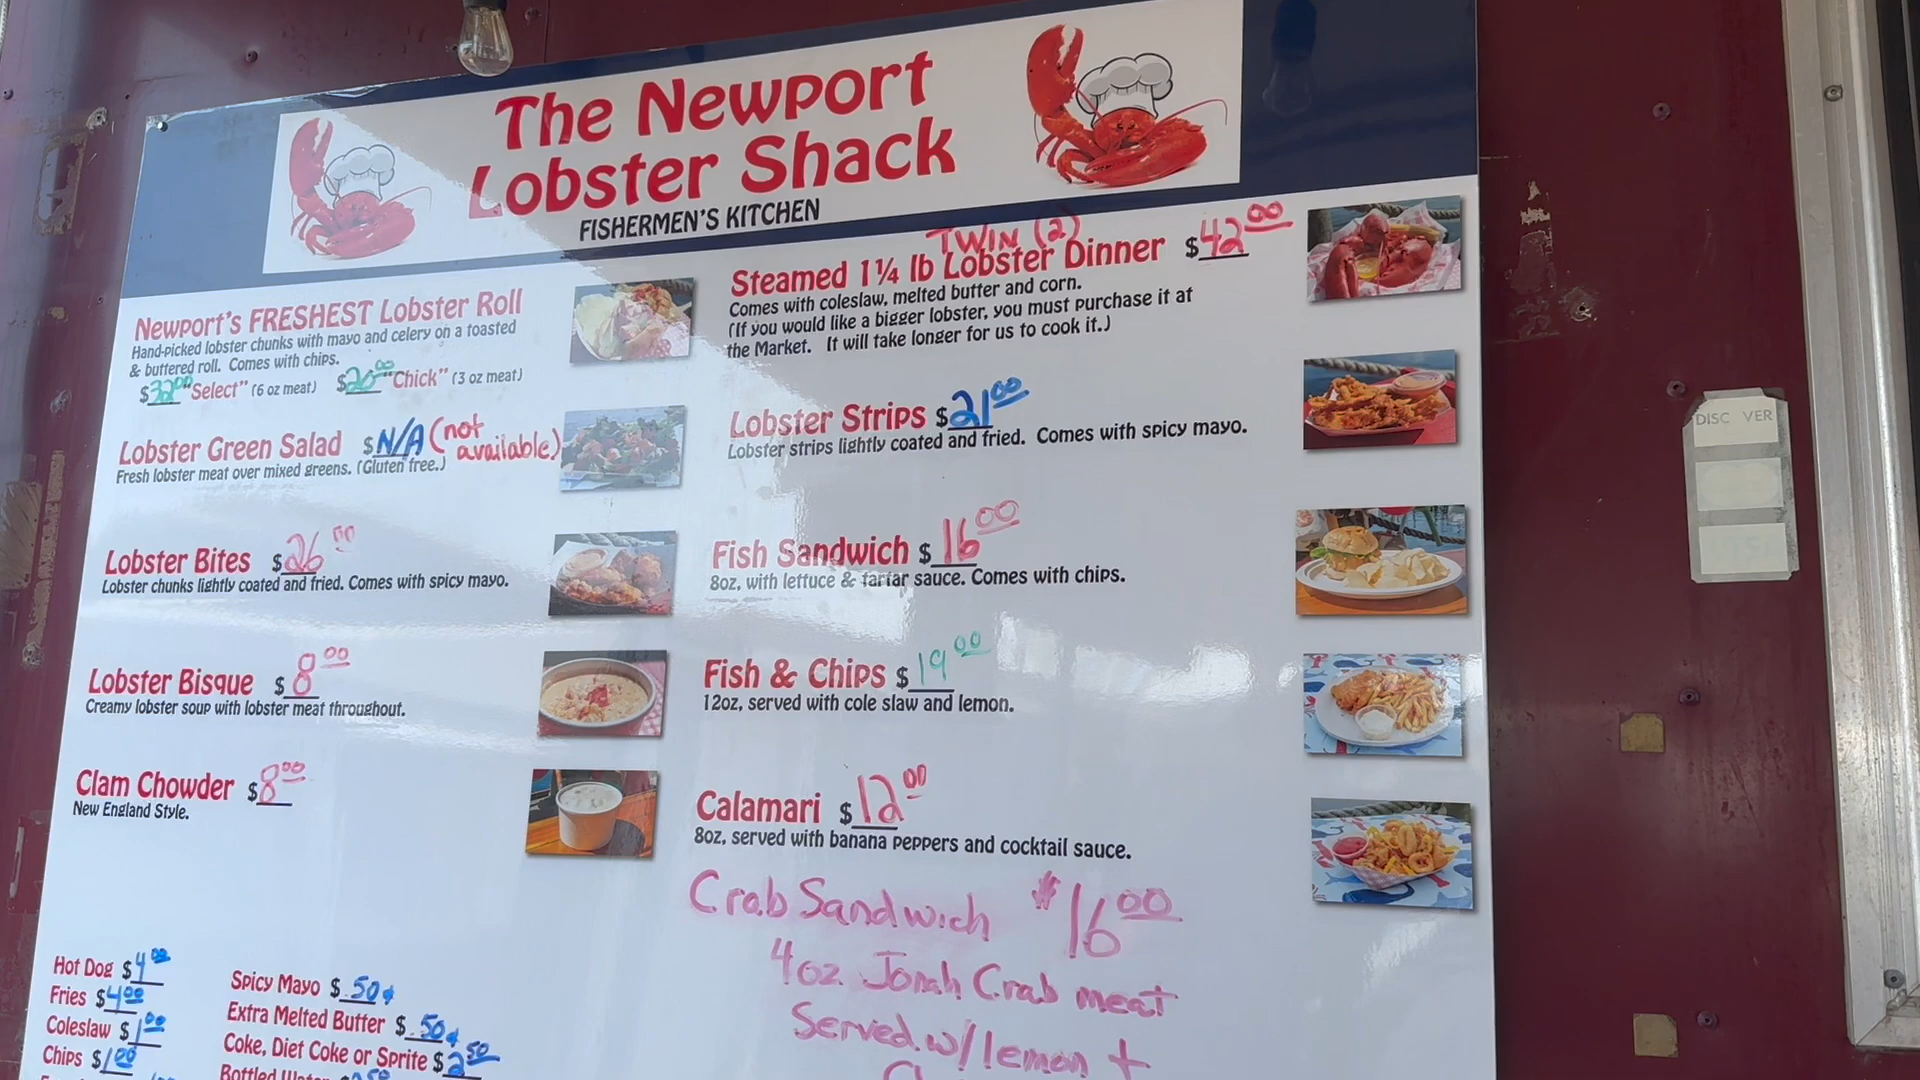 The Newport
Lobster Shack
FISHERMEN'S KITCHEN
Newport's FRESHEST Lobster Roll
Hand-picked lobster chunks with mayo and celery on a toasted
& buttered roll. Comes with chips.
$32.00 "Select" (6 oz meat) $20.00 "Chick" (3 oz meat)
Lobster Green Salad $N/A (not available)
Fresh lobster meat over mixed greens. (Gluten free.)
Lobster Bites $26.00
Lobster chunks lightly coated and fried. Comes with spicy mayo.
Lobster Bisque $8.00
Creamy lobster soup with lobster meat throughout.
Clam Chowder $8.00
New England Style.
Hot Dog $4.00
Fries $4.00
Coleslaw $1.00
Chips $1.00
Spicy Mayo $.50¢
Extra Melted Butter $.50¢
Coke, Diet Coke or Sprite $2.50
Bottled Water
TWIN (2)
Steamed 1¼ lb Lobster Dinner $42.00
Comes with coleslaw, melted butter and corn.
(If you would like a bigger lobster, you must purchase it at
the Market. It will take longer for us to cook it.)
Lobster Strips $21.00
Lobster strips lightly coated and fried. Comes with spicy mayo.
Fish Sandwich $16.00
8oz, with lettuce & tartar sauce. Comes with chips.
Fish & Chips $19.00
12oz, served with cole slaw and lemon.
Calamari $12.00
8oz, served with banana peppers and cocktail sauce.
Crab Sandwich $16.00
4oz Jonah Crab meat
Served w/ lemon +
DISC VER